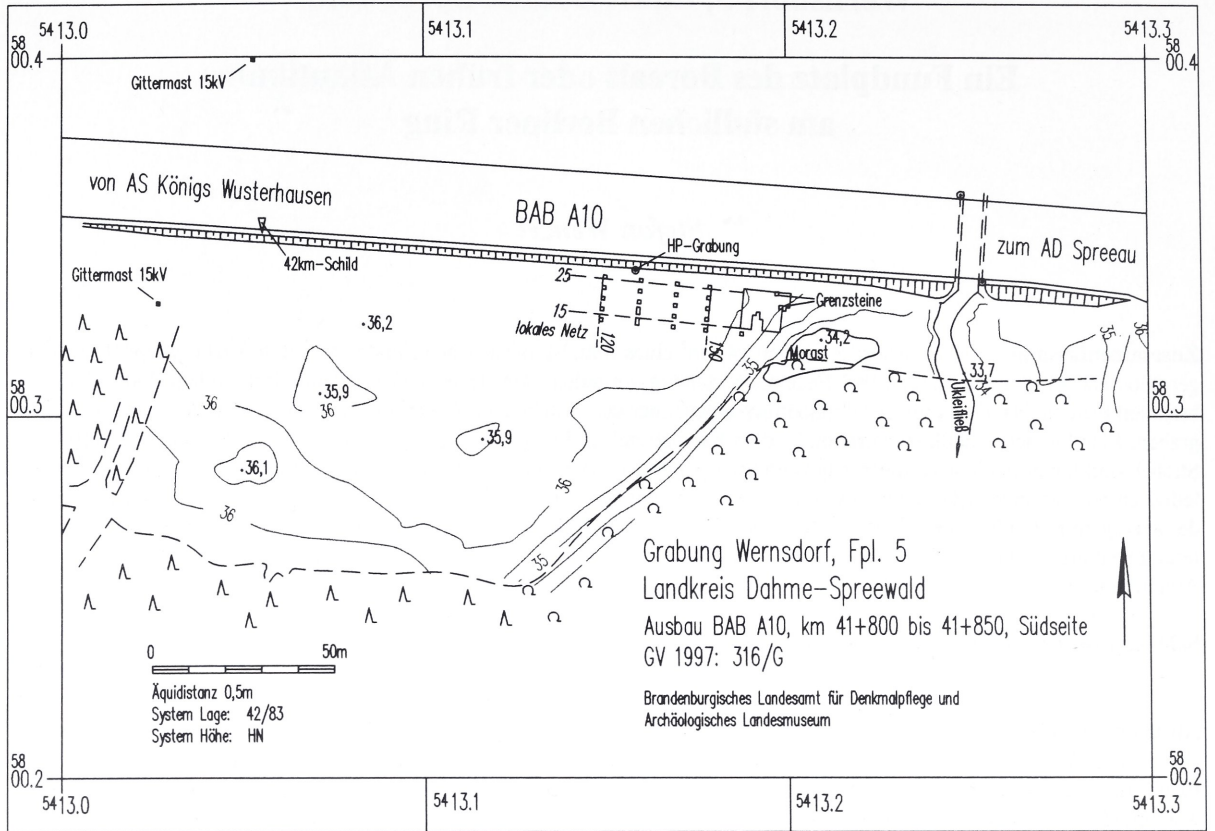 5413.0 5413.1 5413.2 5413.3
58
00.4
58
00.4
Gittermast 15kV
von AS Königs Wusterhausen
BAB A10
zum AD Spreeau
HP-Grabung
42km-Schild
Gittermast 15kV
25
15
lokales Netz
120
150
Grenzsteine
36,2
34,2
Morast
35
36
35
33,7
34
Ukleifließ
58
00.3
58
00.3
35,9
36
36
35,9
36,1
36
36
35
Grabung Wernsdorf, Fpl. 5
Landkreis Dahme-Spreewald
Ausbau BAB A10, km 41+800 bis 41+850, Südseite
GV 1997: 316/G
Brandenburgisches Landesamt für Denkmalpflege und
Archäologisches Landesmuseum
0 50m
Äquidistanz 0,5m
System Lage: 42/83
System Höhe: HN
58
00.2
58
00.2
5413.0 5413.1 5413.2 5413.3